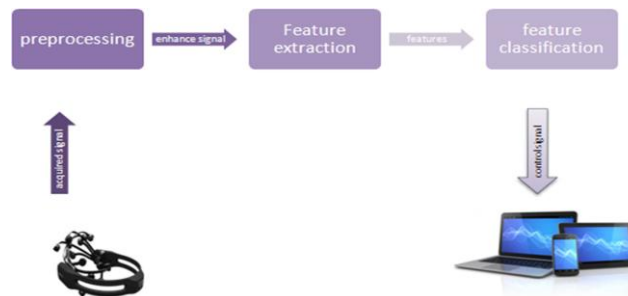 preprocessing
enhance signal
Feature
extraction
features
feature
classification
acquired signal
control signal